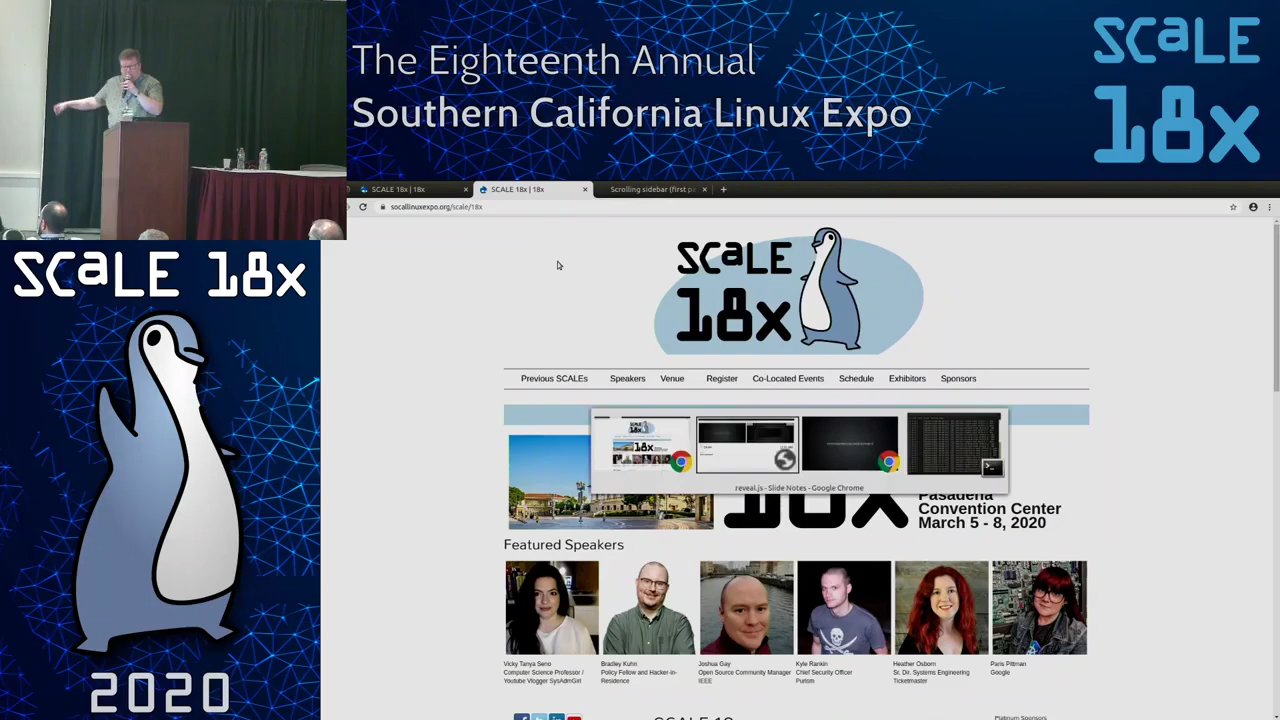 The Eighteenth Annual
Southern California Linux Expo
SCaLE
18x
SCaLE 18x
2020
SCALE 18x | 18x
SCALE 18x | 18x
Scrolling sidebar (first po
socallinuxexpo.org/scale/18x
SCaLE
18x
Previous SCALEs Speakers Venue Register Co-Located Events Schedule Exhibitors Sponsors
reveal.js - Slide Notes - Google Chrome
18x
Pasadena
Convention Center
March 5 - 8, 2020
Featured Speakers
Vicky Tanya Seno
Computer Science Professor /
Youtube Vlogger SysAdmGirl
Bradley Kuhn
Policy Fellow and Hacker-in-
Residence
Joshua Gay
Open Source Community Manager
IEEE
Kyle Rankin
Chief Security Officer
Purism
Heather Osborn
Sr. Dir. Systems Engineering
Ticketmaster
Paris Pittman
Google
Platinum Sponsors